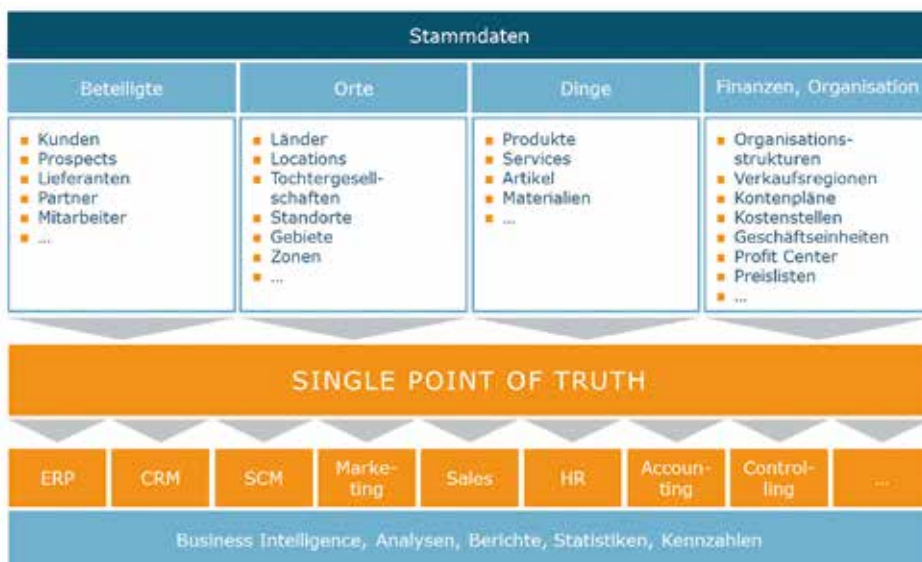 Stammdaten
Beteiligte
Orte
Dinge
Finanzen, Organisation
Kunden
Prospects
Lieferanten
Partner
Mitarbeiter
...
Länder
Locations
Tochtergesell-
schaften
Standorte
Gebiete
Zonen
...
Produkte
Services
Artikel
Materialien
...
Organisations-
strukturen
Verkaufsregionen
Kontenpläne
Kostenstellen
Geschäftseinheiten
Profit Center
Preislisten
...
SINGLE POINT OF TRUTH
ERP
CRM
SCM
Marke-
ting
Sales
HR
Accoun-
ting
Control-
ling
...
Business Intelligence, Analysen, Berichte, Statistiken, Kennzahlen